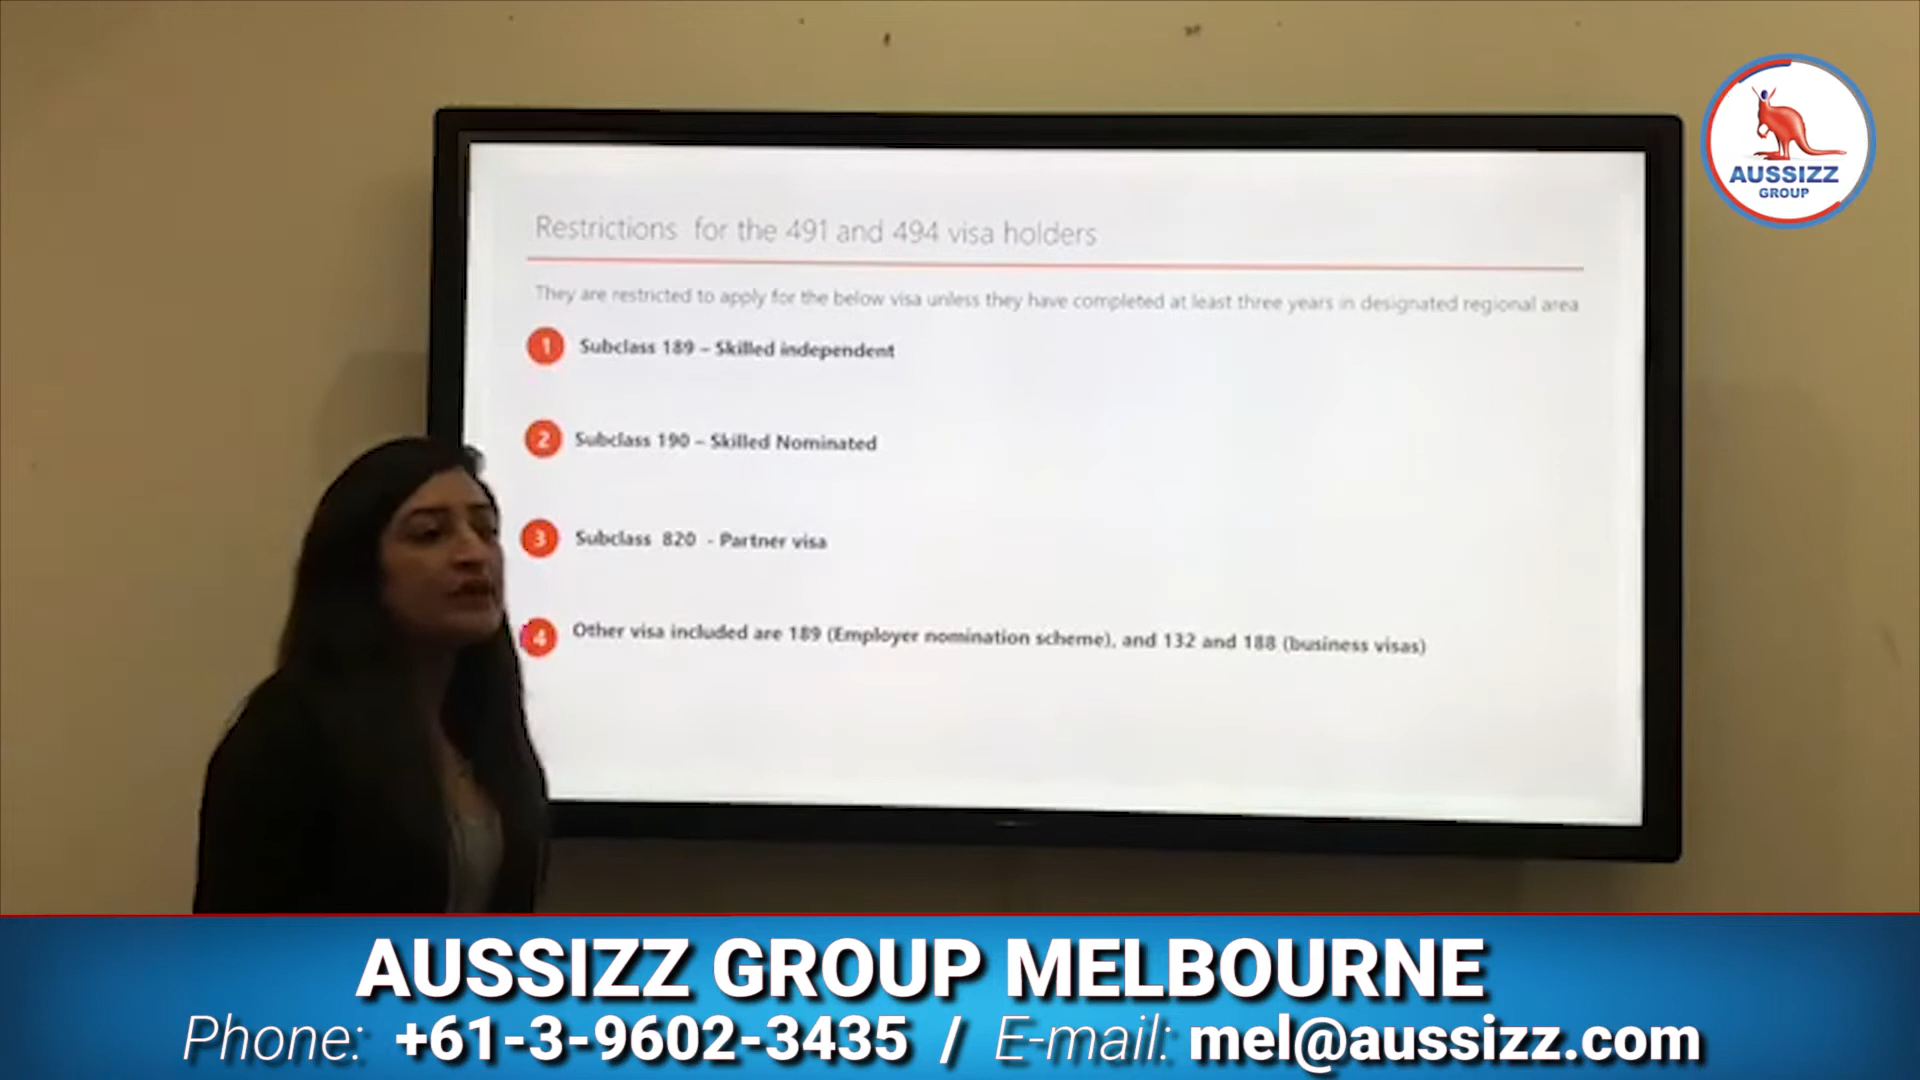 AUSSIZZ
GROUP
Restrictions for the 491 and 494 visa holders
They are restricted to apply for the below visa unless they have completed at least three years in designated regional area
1 Subclass 189 – Skilled independent
2 Subclass 190 – Skilled Nominated
3 Subclass 820 - Partner visa
4 Other visa included are 189 (Employer nomination scheme), and 132 and 188 (business visas)
AUSSIZZ GROUP MELBOURNE
Phone: +61-3-9602-3435 / E-mail: mel@aussizz.com